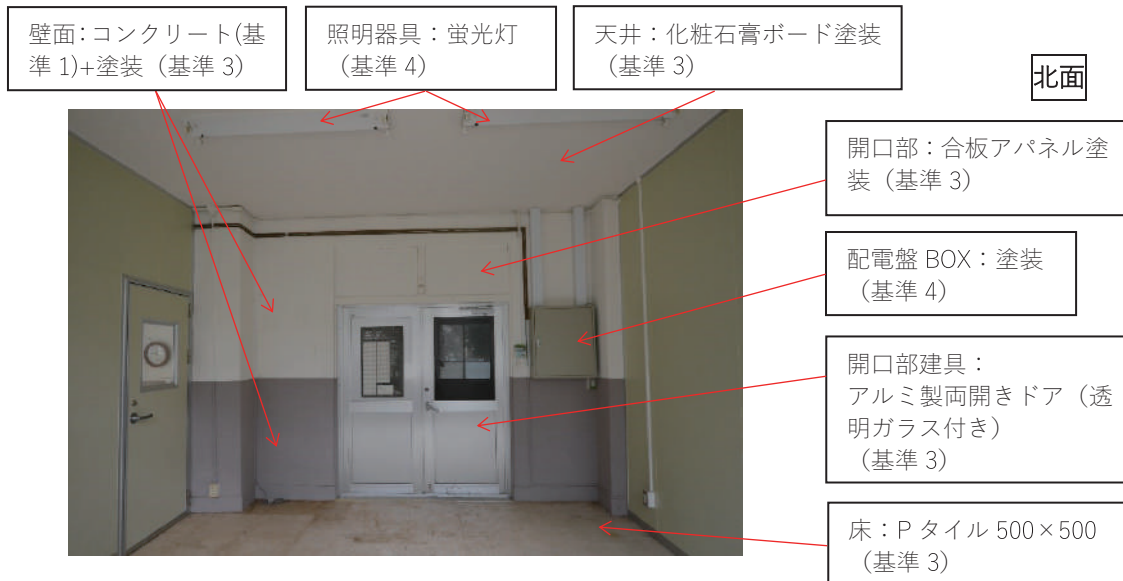 壁面：コンクリート(基
準 1)+塗装（基準 3）
照明器具：蛍光灯
（基準 4）
天井：化粧石膏ボード塗装
（基準 3）
北面
開口部：合板アパネル塗
装（基準 3）
配電盤 BOX：塗装
（基準 4）
開口部建具：
アルミ製両開きドア（透
明ガラス付き）
（基準 3）
床：P タイル 500×500
（基準 3）